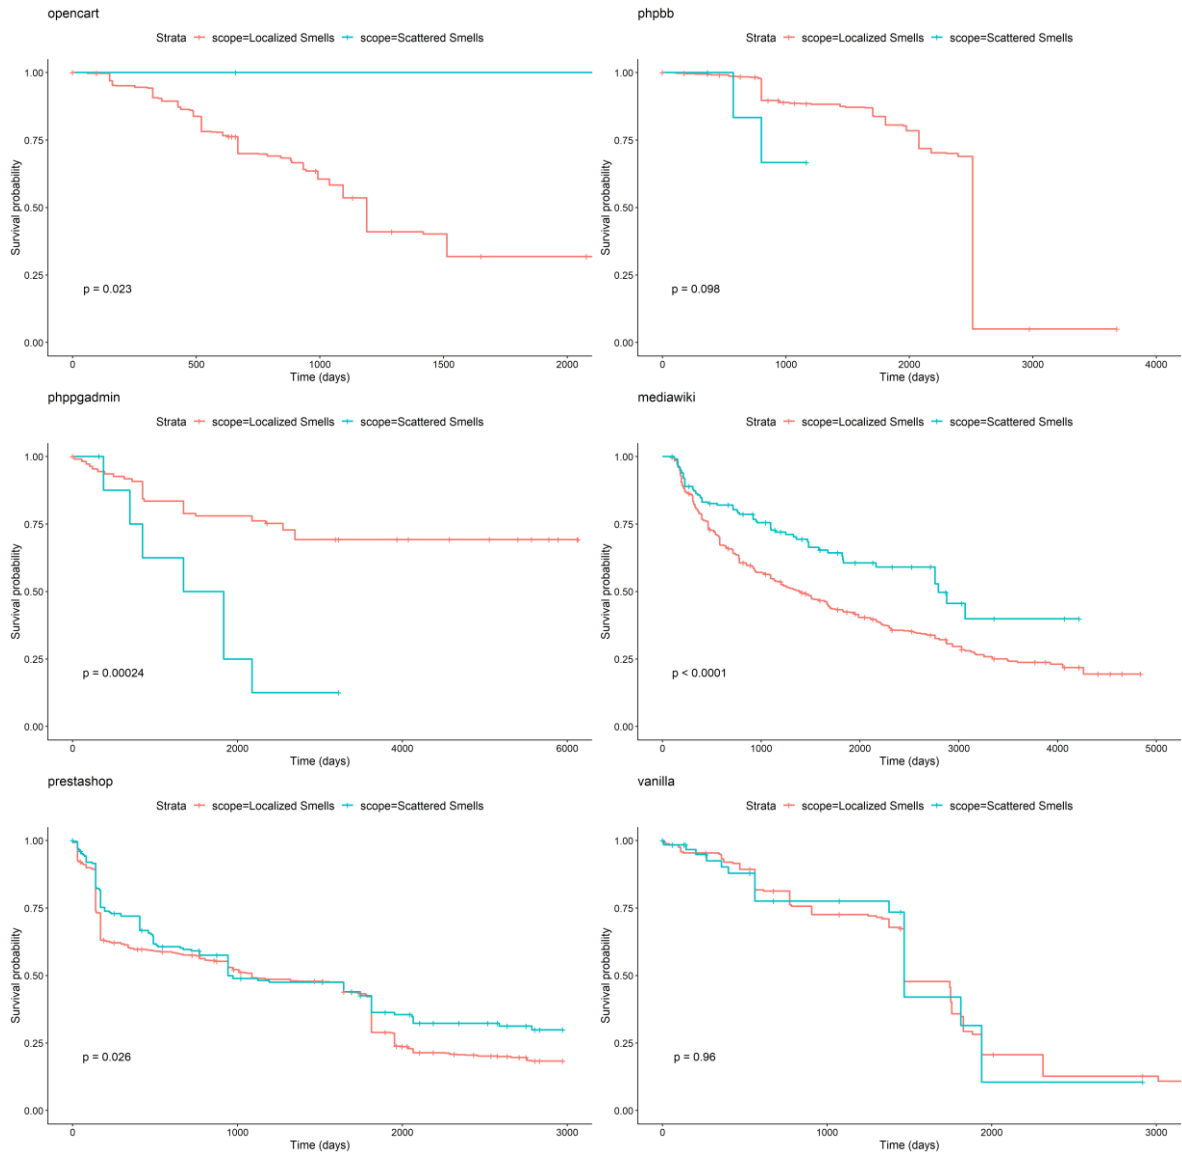 opencart
Strata scope=Localized Smells scope=Scattered Smells
1.00
0.75
0.50
0.25
0.00
Survival probability
p = 0.023
0 500 1000 1500 2000
Time (days)
phpbb
Strata scope=Localized Smells scope=Scattered Smells
1.00
0.75
0.50
0.25
0.00
Survival probability
p = 0.098
0 1000 2000 3000 4000
Time (days)
phppgadmin
Strata scope=Localized Smells scope=Scattered Smells
1.00
0.75
0.50
0.25
0.00
Survival probability
p = 0.00024
0 2000 4000 6000
Time (days)
mediawiki
Strata scope=Localized Smells scope=Scattered Smells
1.00
0.75
0.50
0.25
0.00
Survival probability
p < 0.0001
0 1000 2000 3000 4000 5000
Time (days)
prestashop
Strata scope=Localized Smells scope=Scattered Smells
1.00
0.75
0.50
0.25
0.00
Survival probability
p = 0.026
0 1000 2000 3000
Time (days)
vanilla
Strata scope=Localized Smells scope=Scattered Smells
1.00
0.75
0.50
0.25
0.00
Survival probability
p = 0.96
0 1000 2000 3000
Time (days)